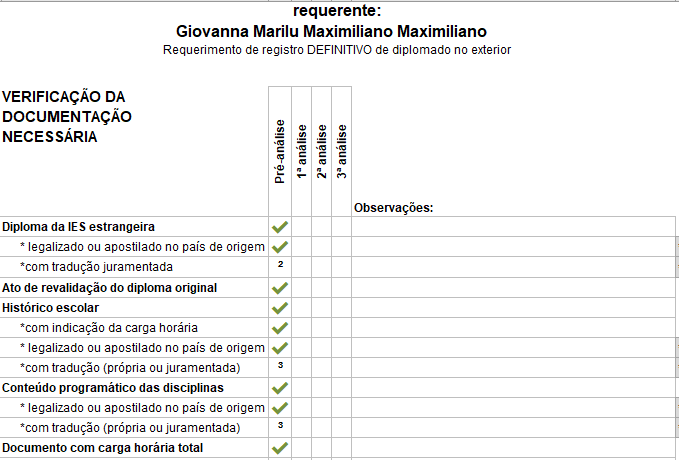 requerente:
Giovanna Marilu Maximiliano Maximiliano
Requerimento de registro DEFINITIVO de diplomado no exterior
VERIFICAÇÃO DA
DOCUMENTAÇÃO
NECESSÁRIA
Pré-análise
1ª análise
2ª análise
3ª análise
Observações:
Diploma da IES estrangeira
* legalizado ou apostilado no país de origem
*com tradução juramentada 2
Ato de revalidação do diploma original
Histórico escolar
*com indicação da carga horária
* legalizado ou apostilado no país de origem
*com tradução (própria ou juramentada) 3
Conteúdo programático das disciplinas
* legalizado ou apostilado no país de origem
*com tradução (própria ou juramentada) 3
Documento com carga horária total